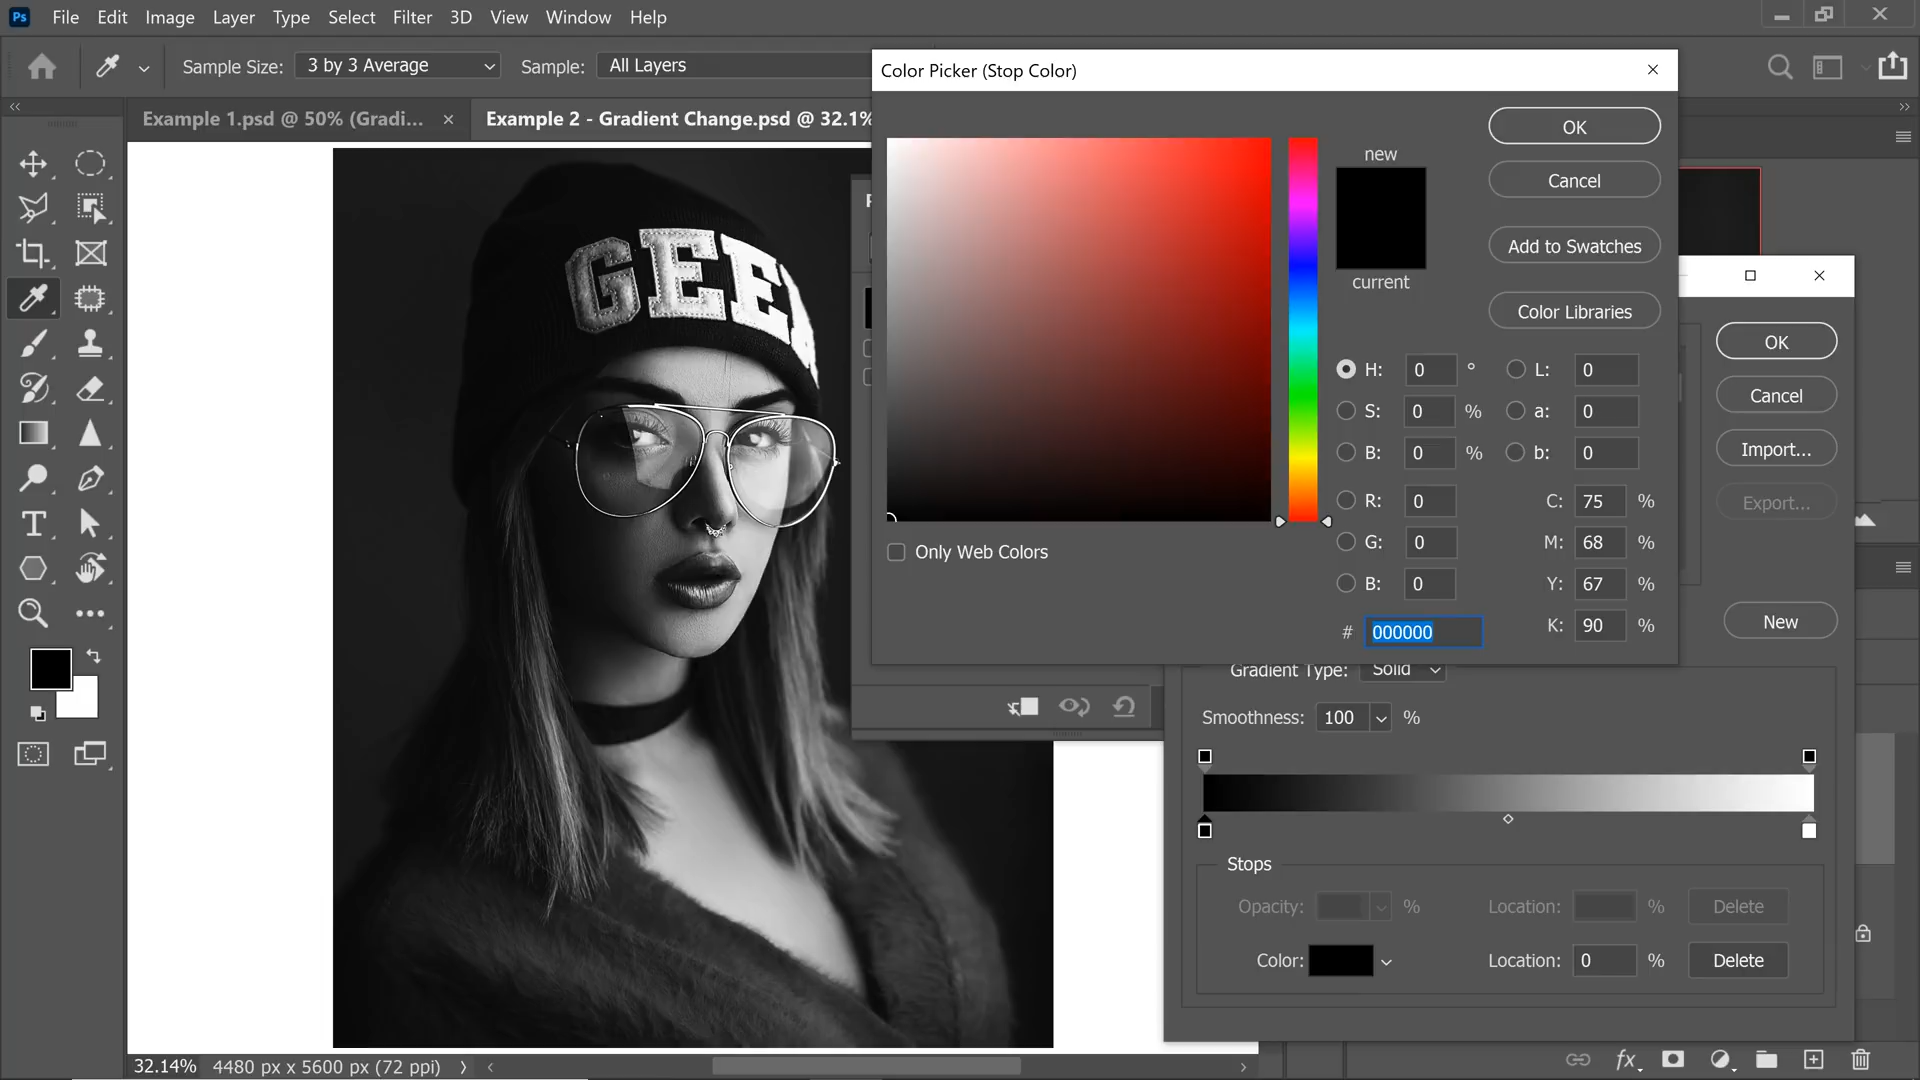 Ps File Edit Image Layer Type Select Filter 3D View Window Help
Sample Size: 3 by 3 Average Sample: All Layers
Color Picker (Stop Color)
Example 1.psd @ 50% (Gradi... Example 2 - Gradient Change.psd @ 32.1%
GEE
OK
new
Cancel
Add to Swatches
current
Color Libraries
H: 0 ° L: 0
S: 0 % a: 0
B: 0 % b: 0
R: 0 C: 75 %
G: 0 M: 68 %
B: 0 Y: 67 %
# 000000 K: 90 %
Only Web Colors
OK
Cancel
Import...
Export...
New
Gradient Type: Solid
Smoothness: 100 %
Stops
Opacity: % Location: % Delete
Color: Location: 0 % Delete
32.14% 4480 px x 5600 px (72 ppi)
fx